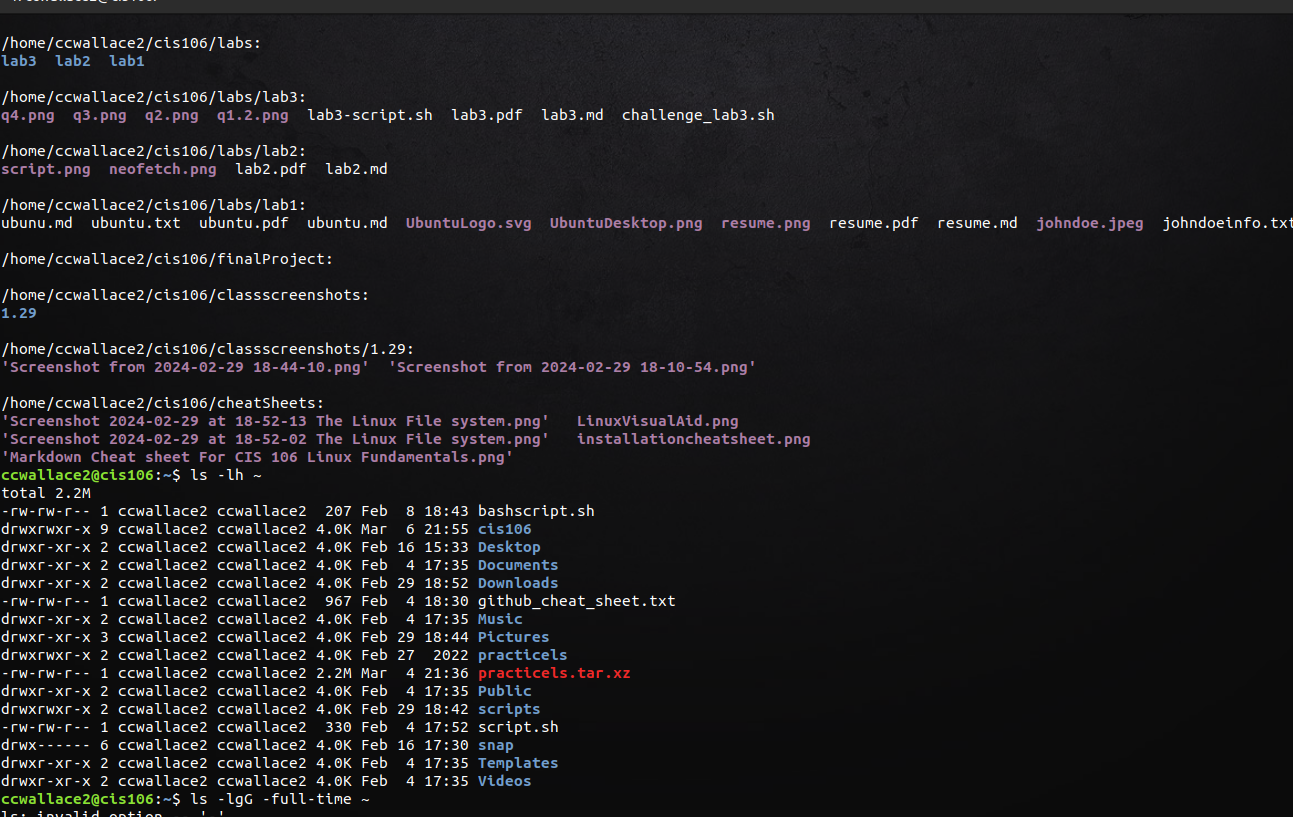 /home/ccwallace2/cis106/labs:
lab3  lab2  lab1
/home/ccwallace2/cis106/labs/lab3:
q4.png  q3.png  q2.png  q1.2.png  lab3-script.sh  lab3.pdf  lab3.md  challenge_lab3.sh
/home/ccwallace2/cis106/labs/lab2:
script.png  neofetch.png  lab2.pdf  lab2.md
/home/ccwallace2/cis106/labs/lab1:
ubunu.md  ubuntu.txt  ubuntu.pdf  ubuntu.md  UbuntuLogo.svg  UbuntuDesktop.png  resume.png  resume.pdf  resume.md  johndoe.jpeg  johndoeinfo.txt
/home/ccwallace2/cis106/finalProject:
/home/ccwallace2/cis106/classscreenshots:
1.29
/home/ccwallace2/cis106/classscreenshots/1.29:
'Screenshot from 2024-02-29 18-44-10.png'  'Screenshot from 2024-02-29 18-10-54.png'
/home/ccwallace2/cis106/cheatSheets:
'Screenshot 2024-02-29 at 18-52-13 The Linux File system.png'   LinuxVisualAid.png
'Screenshot 2024-02-29 at 18-52-02 The Linux File system.png'   installationcheatsheet.png
'Markdown Cheat sheet For CIS 106 Linux Fundamentals.png'
ccwallace2@cis106:~$ ls -lh ~
total 2.2M
-rw-rw-r-- 1 ccwallace2 ccwallace2  207 Feb  8 18:43 bashscript.sh
drwxrwxr-x 9 ccwallace2 ccwallace2 4.0K Mar  6 21:55 cis106
drwxr-xr-x 2 ccwallace2 ccwallace2 4.0K Feb 16 15:33 Desktop
drwxr-xr-x 2 ccwallace2 ccwallace2 4.0K Feb  4 17:35 Documents
drwxr-xr-x 2 ccwallace2 ccwallace2 4.0K Feb 29 18:52 Downloads
-rw-rw-r-- 1 ccwallace2 ccwallace2  967 Feb  4 18:30 github_cheat_sheet.txt
drwxr-xr-x 2 ccwallace2 ccwallace2 4.0K Feb  4 17:35 Music
drwxr-xr-x 3 ccwallace2 ccwallace2 4.0K Feb 29 18:44 Pictures
drwxrwxr-x 2 ccwallace2 ccwallace2 4.0K Feb 27  2022 practicels
-rw-rw-r-- 1 ccwallace2 ccwallace2 2.2M Mar  4 21:36 practicels.tar.xz
drwxr-xr-x 2 ccwallace2 ccwallace2 4.0K Feb  4 17:35 Public
drwxrwxr-x 2 ccwallace2 ccwallace2 4.0K Feb 29 18:42 scripts
-rw-rw-r-- 1 ccwallace2 ccwallace2  330 Feb  4 17:52 script.sh
drwx------ 6 ccwallace2 ccwallace2 4.0K Feb 16 17:30 snap
drwxr-xr-x 2 ccwallace2 ccwallace2 4.0K Feb  4 17:35 Templates
drwxr-xr-x 2 ccwallace2 ccwallace2 4.0K Feb  4 17:35 Videos
ccwallace2@cis106:~$ ls -lgG -full-time ~
ls: invalid option